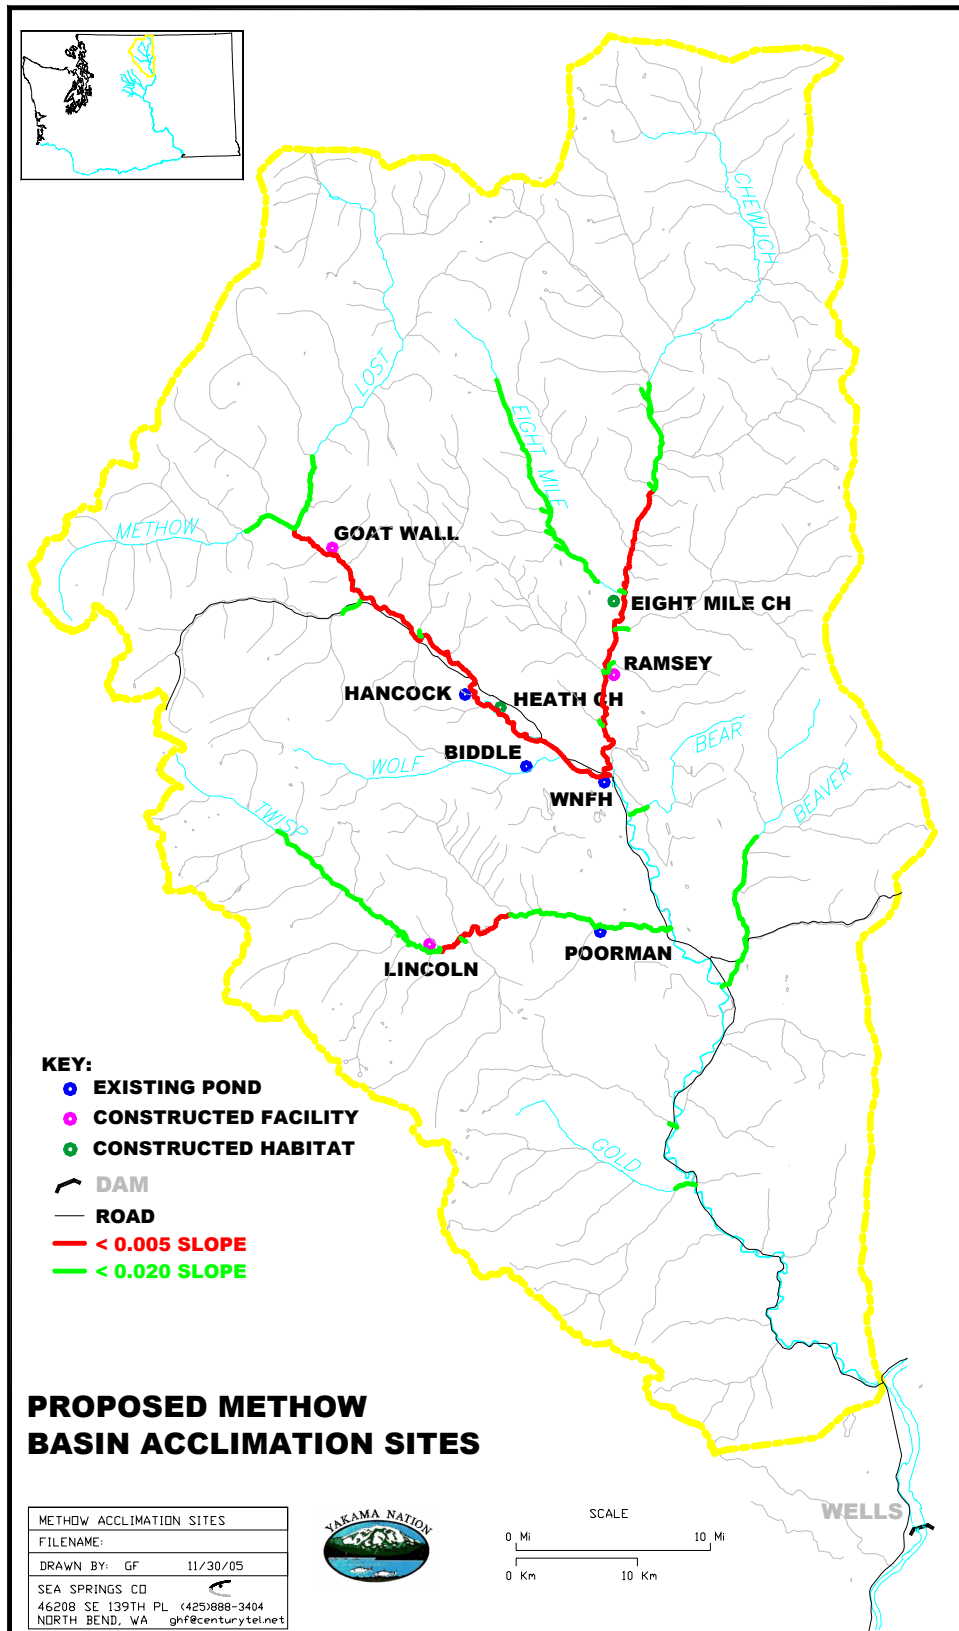 CHEWUCH
LOST
EIGHT MILE
METHOW
GOAT WALL
EIGHT MILE CH
RAMSEY
HANCOCK
HEATH CH
BEAR
BIDDLE
WOLF
BEAVER
WNFH
TWISP
POORMAN
LINCOLN
KEY:
EXISTING POND
CONSTRUCTED FACILITY
CONSTRUCTED HABITAT
DAM
ROAD
< 0.005 SLOPE
< 0.020 SLOPE
GOLD
PROPOSED METHOW
BASIN ACCLIMATION SITES
WELLS
METHOW ACCLIMATION SITES
FILENAME:
DRAWN BY: GF 11/30/05
SEA SPRINGS CO
46208 SE 139TH PL (425)888-3404
NORTH BEND, WA ghf@centurytel.net
YAKAMA NATION
SCALE
0 Mi 10 Mi
0 Km 10 Km